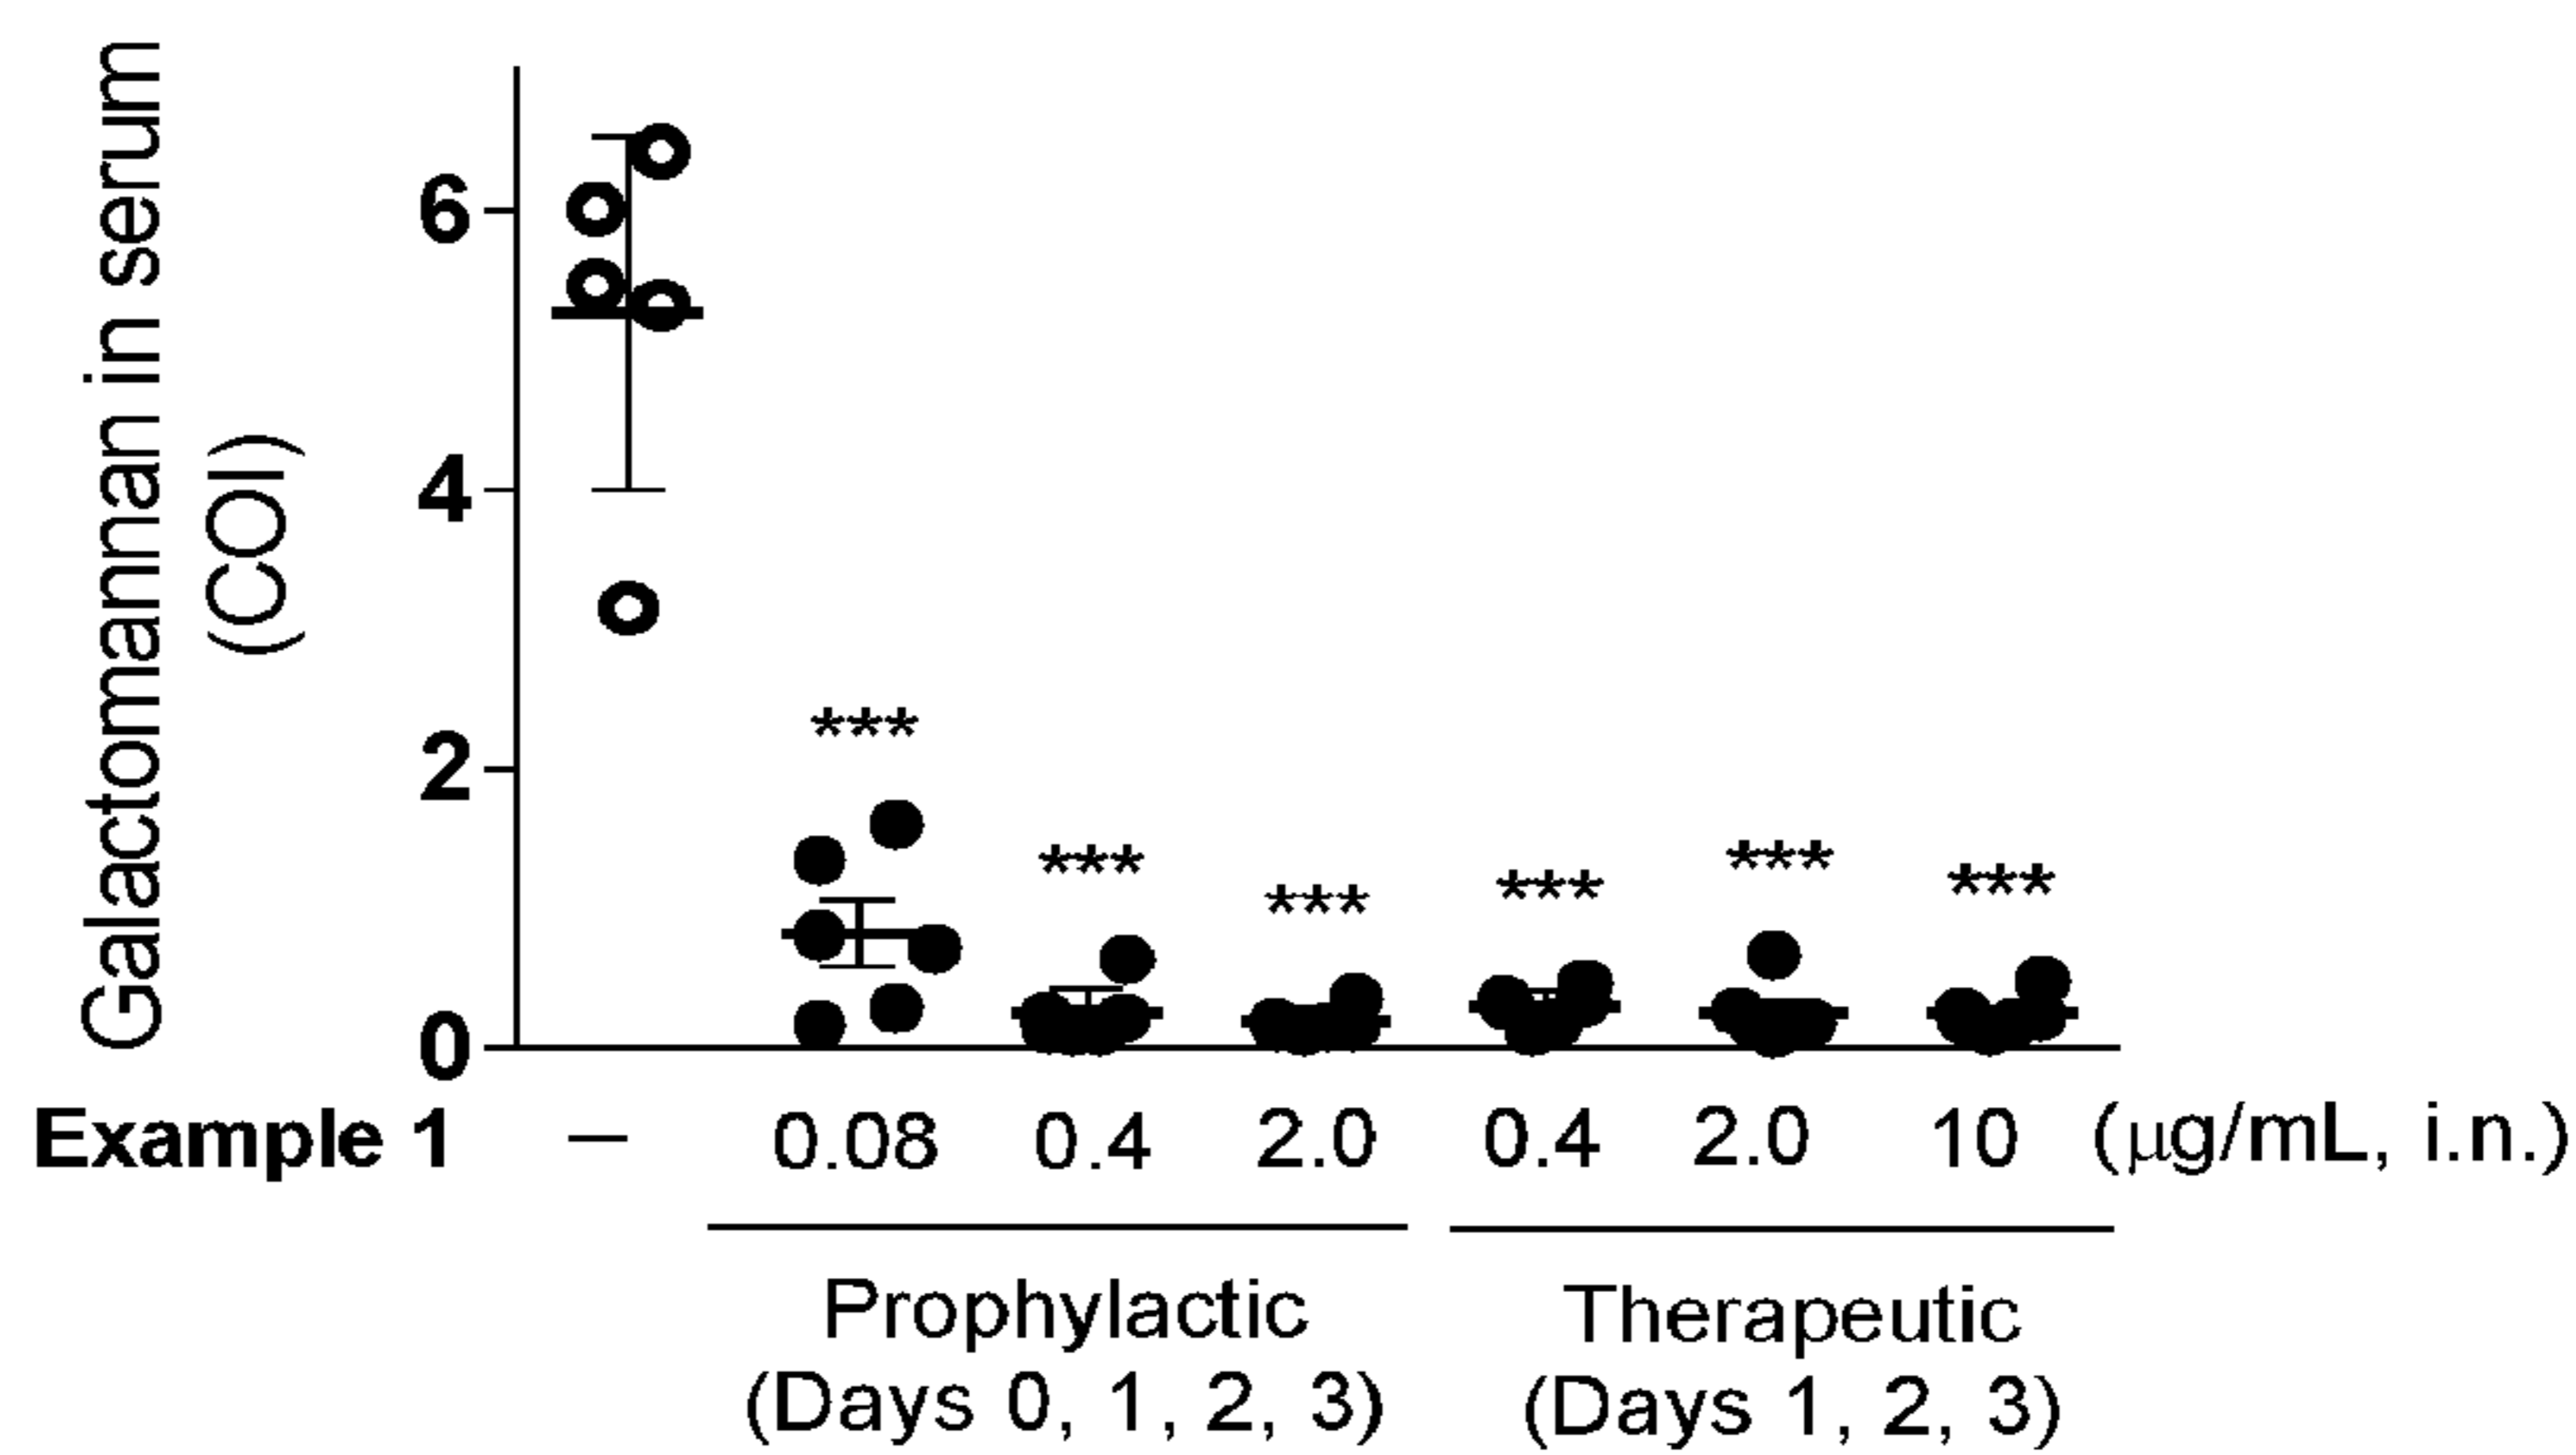 Galactomannan in serum
(COI)
6
4
2
0
***
***
***
***
***
***
Example 1 – 0.08 0.4 2.0 0.4 2.0 10 (μg/mL, i.n.)
Prophylactic
(Days 0, 1, 2, 3)
Therapeutic
(Days 1, 2, 3)